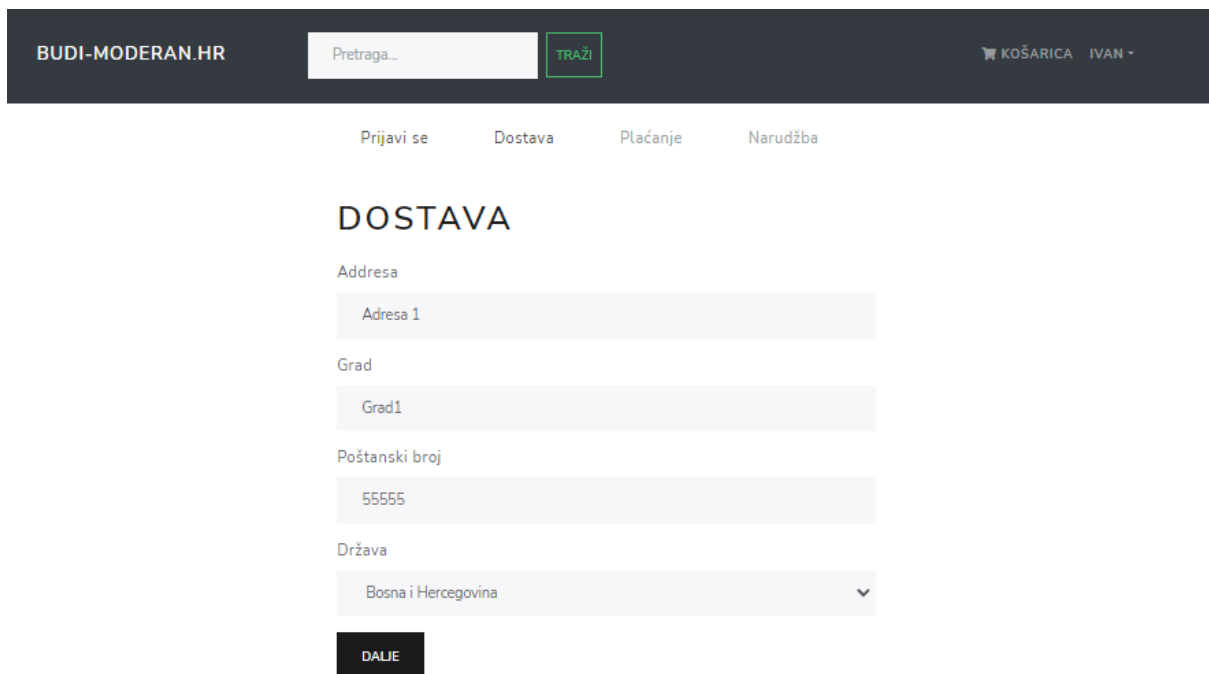 BUDI-MODERAN.HR Pretraga... TRAŽI KOŠARICA IVAN
Prijavi se Dostava Plaćanje Narudžba
DOSTAVA
Addresa
Adresa 1
Grad
Grad1
Poštanski broj
55555
Država
Bosna i Hercegovina
DALJE